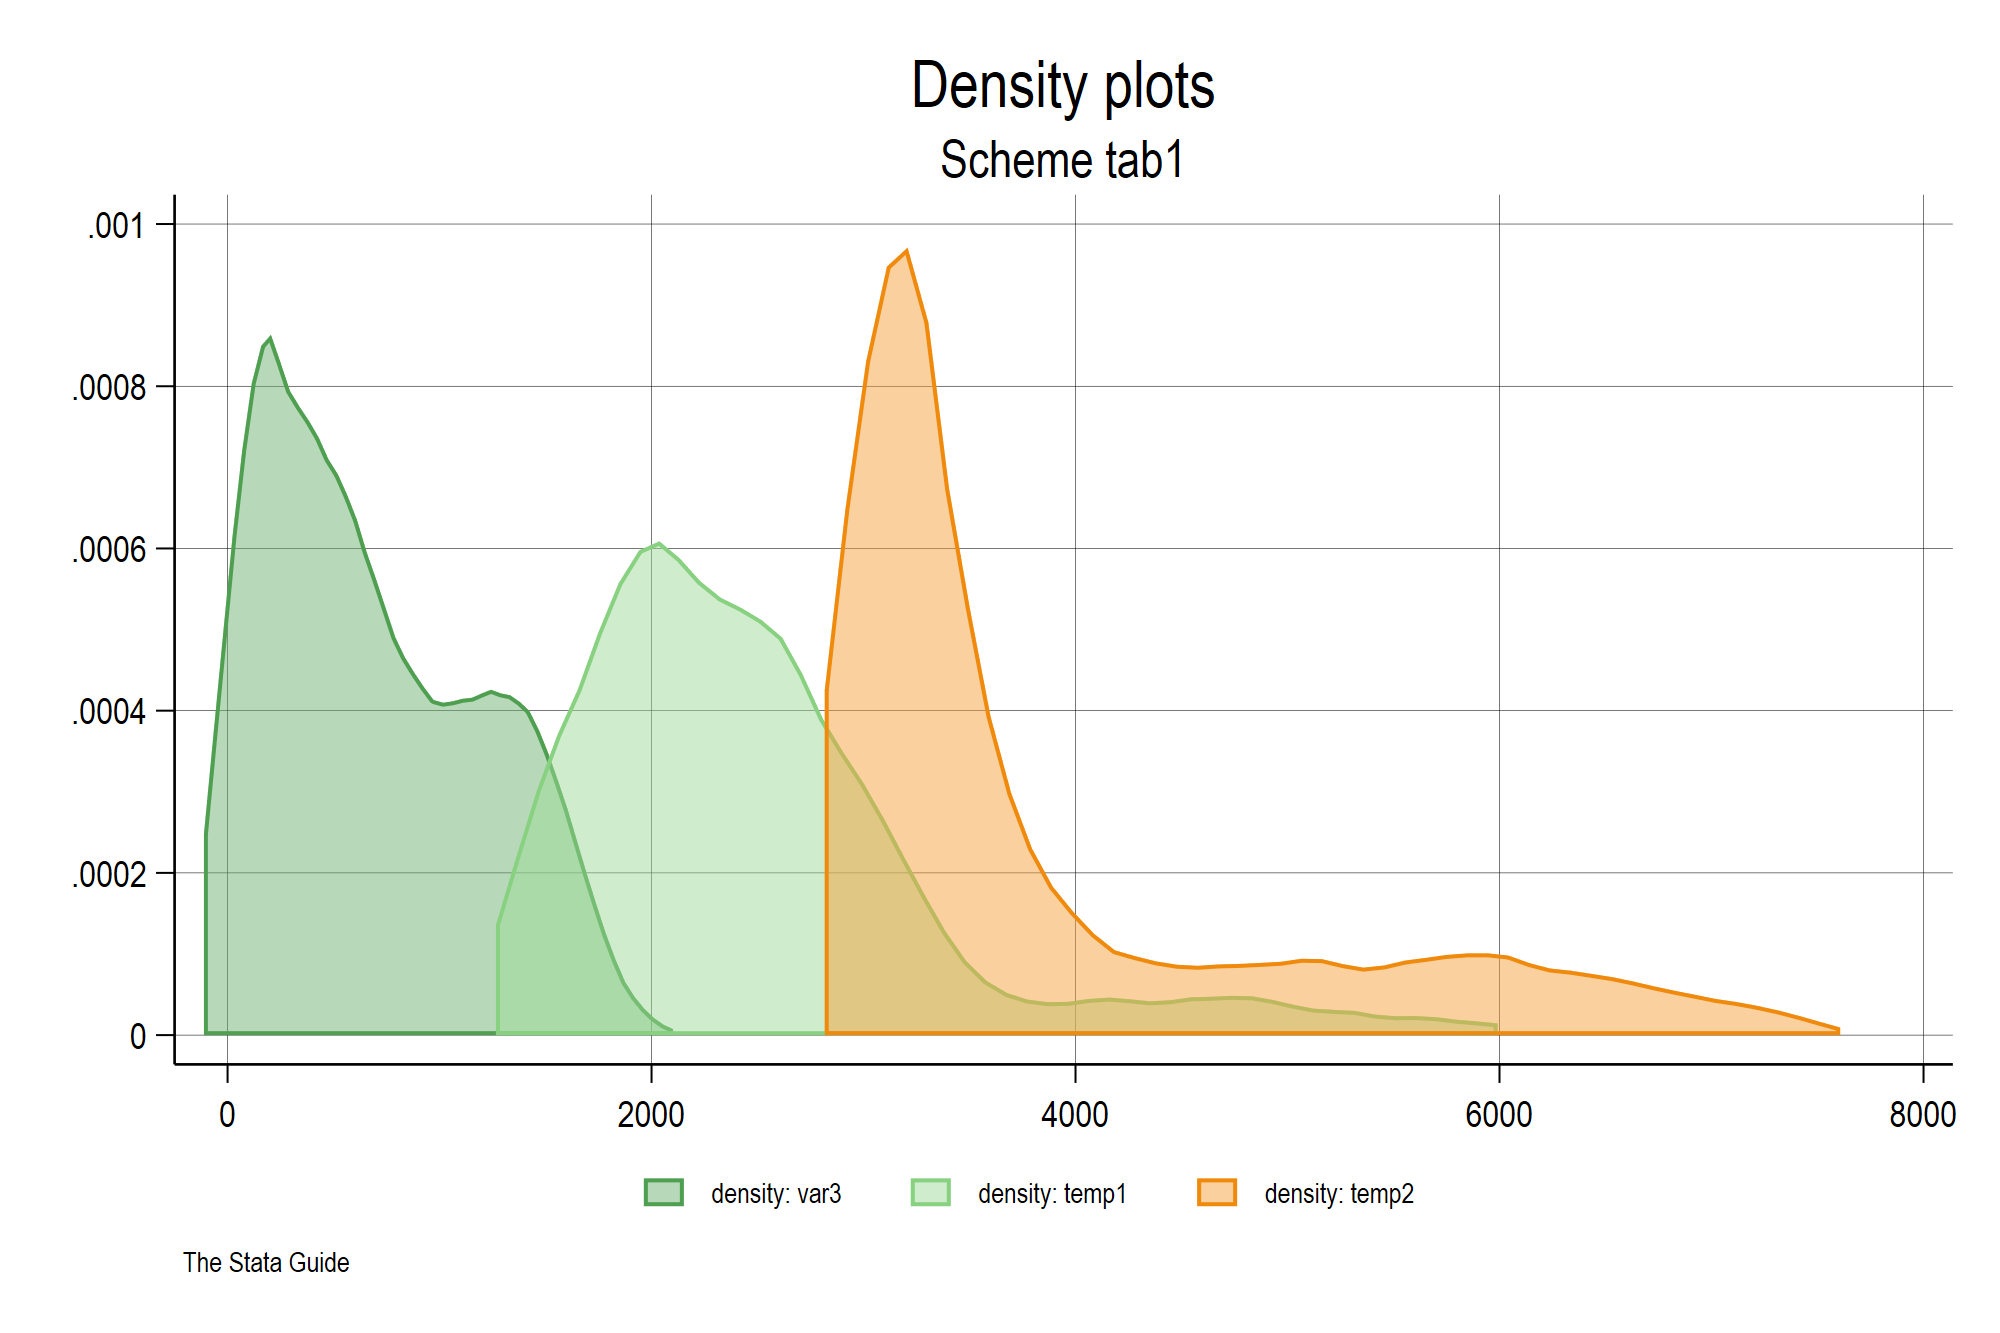 Density plots
Scheme tab1
.001
.0008
.0006
.0004
.0002
0
0 2000 4000 6000 8000
density: var3 density: temp1 density: temp2
The Stata Guide